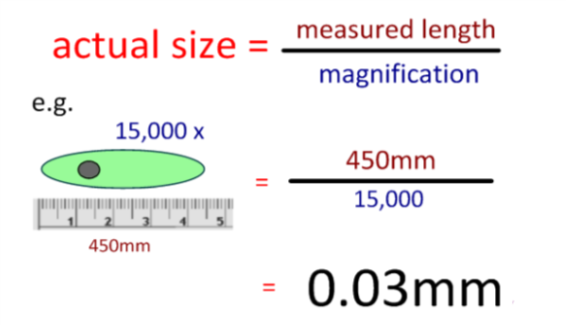 actual size = measured length
magnification
e.g.
15,000 x
= 450mm
15,000
1 2 3 4 5
450mm
= 0.03mm